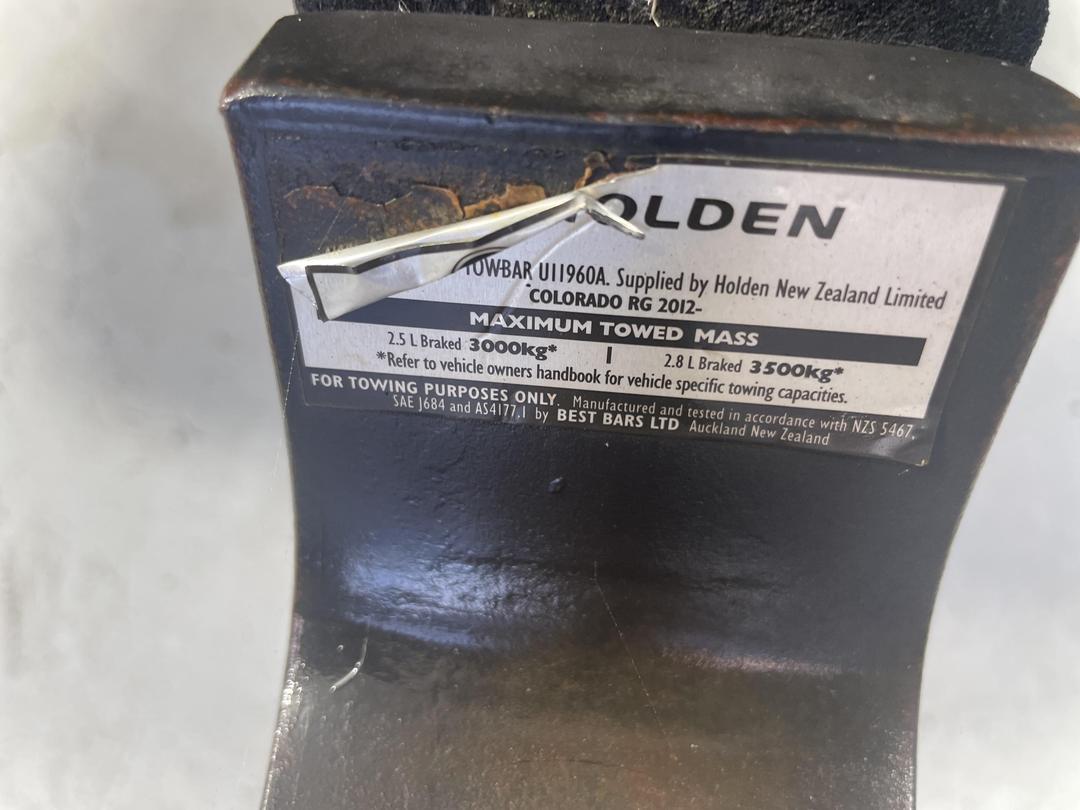 HOLDEN
TOWBAR U11960A. Supplied by Holden New Zealand Limited
COLORADO RG 2012-
MAXIMUM TOWED MASS
2.5 L Braked 3000kg* | 2.8 L Braked 3500kg*
*Refer to vehicle owners handbook for vehicle specific towing capacities.
FOR TOWING PURPOSES ONLY. Manufactured and tested in accordance with NZS 5467,
SAE J684 and AS4177.1 by BEST BARS LTD Auckland New Zealand